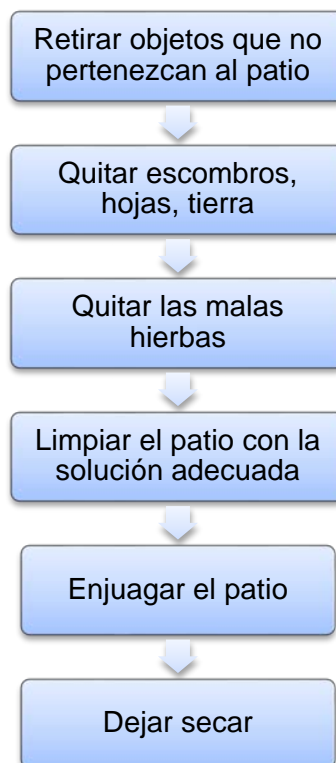 Retirar objetos que no
pertenezcan al patio
Quitar escombros,
hojas, tierra
Quitar las malas
hierbas
Limpiar el patio con la
solución adecuada
Enjuagar el patio
Dejar secar